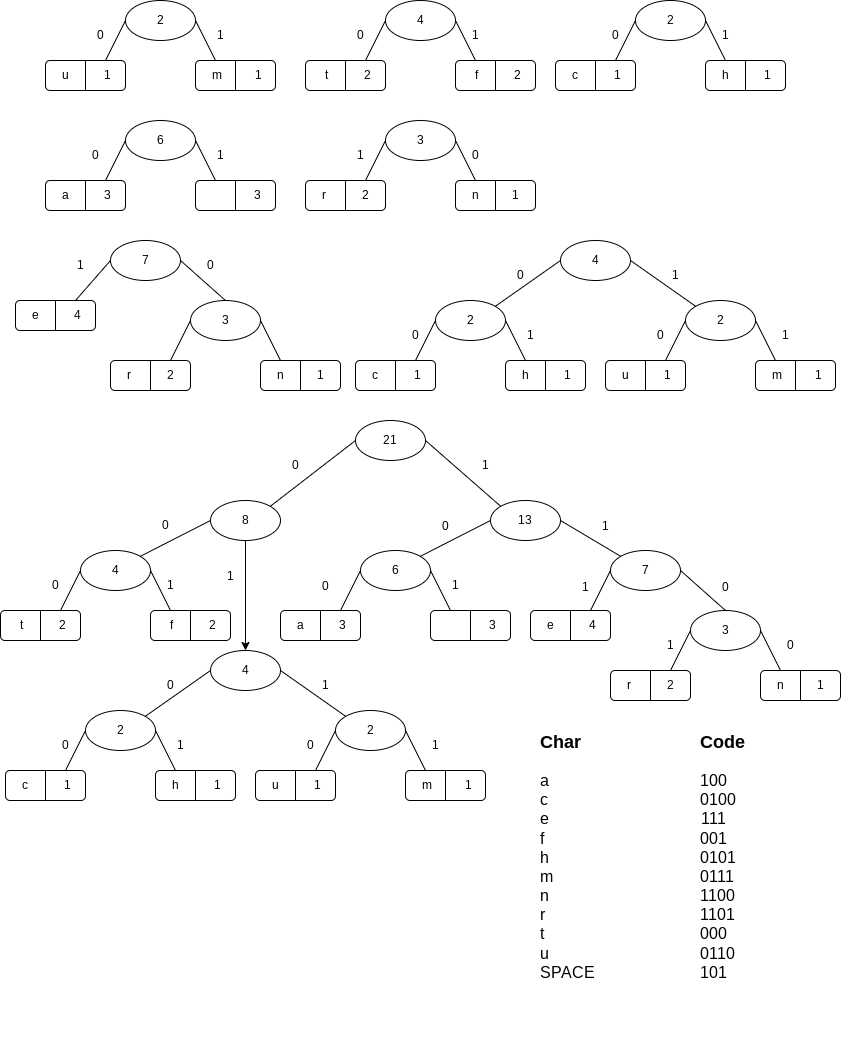 2 4 2
0 1 0 1 0 1
u 1 m 1 t 2 f 2 c 1 h 1
6 3
0 1 1 0
a 3 3 r 2 n 1
7 4
1 0 0 1
e 4 3 2 2
0 1 0 1
r 2 n 1 c 1 h 1 u 1 m 1
21
0 1
8 13
0 1 0 1
4 6 7
0 1 0 1 1 0
t 2 f 2 a 3 3 e 4 3
1 0
4
0 1
r 2 n 1
2 2
0 1 0 1
c 1 h 1 u 1 m 1
Char Code
a 100
c 0100
e 111
f 001
h 0101
m 0111
n 1100
r 1101
t 000
u 0110
SPACE 101